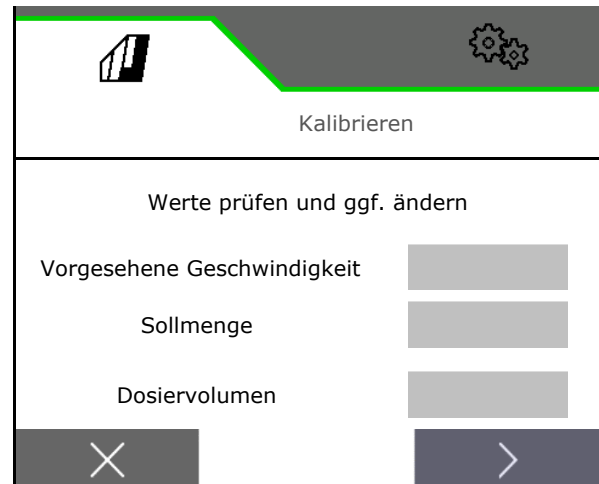 Kalibrieren
Werte prüfen und ggf. ändern
Vorgesehene Geschwindigkeit
Sollmenge
Dosiervolumen